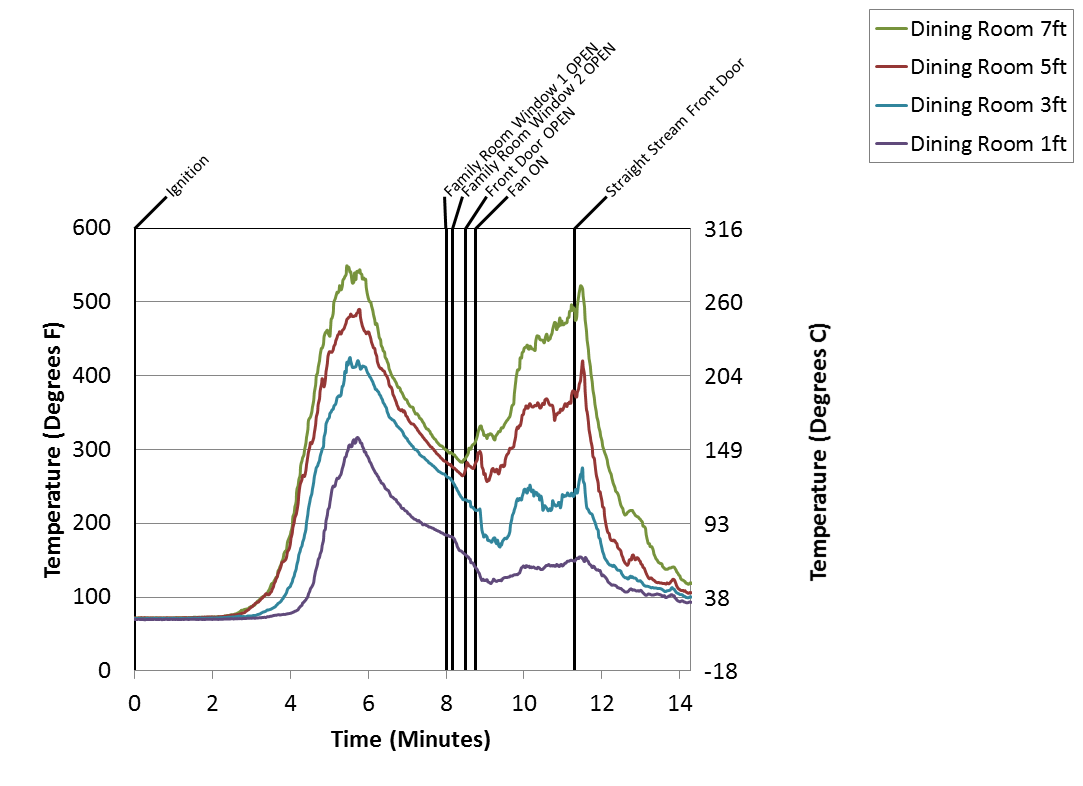 Dining Room 7ft
Dining Room 5ft
Dining Room 3ft
Dining Room 1ft
Ignition
Family Room Window 1 OPEN
Family Room Window 2 OPEN
Front Door OPEN
Fan ON
Straight Stream Front Door
Temperature (Degrees F)
600
500
400
300
200
100
0
316
260
204
149
93
38
-18
Temperature (Degrees C)
0 2 4 6 8 10 12 14
Time (Minutes)